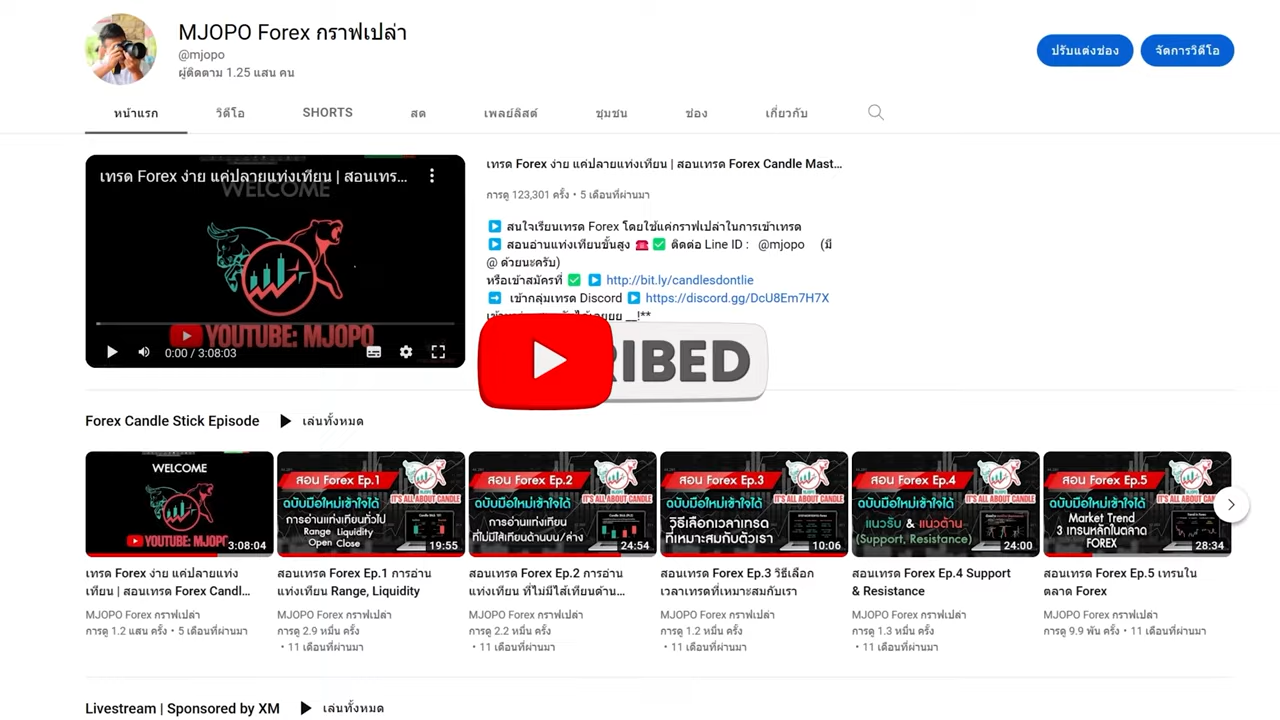 MJOPO Forex กราฟเปล่า
@mjopo
ผู้ติดตาม 1.25 แสน คน
ปรับแต่งช่อง
จัดการวิดีโอ
หน้าแรก
วิดีโอ
SHORTS
สด
เพลย์ลิสต์
ชุมชน
ช่อง
เกี่ยวกับ
เทรด Forex ง่าย แค่ปลายแท่งเทียน | สอนเทร...
WELCOME
YOUTUBE: MJOPO
0:00 / 3:08:03
เทรด Forex ง่าย แค่ปลายแท่งเทียน | สอนเทรด Forex Candle Mast...
การดู 123,301 ครั้ง • 5 เดือนที่ผ่านมา
สนใจเรียนเทรด Forex โดยใช้แค่กราฟเปล่าในการเข้าเทรด
สอนอ่านแท่งเทียนขั้นสูง ติดต่อ Line ID : @mjopo (มี
@ ด้วยนะครับ)
หรือเข้าสมัครที่ http://bit.ly/candlesdontlie
เข้ากลุ่มเทรด Discord https://discord.gg/DcU8Em7H7X
RIBED
Forex Candle Stick Episode
เล่นทั้งหมด
WELCOME
YOUTUBE: MJOPO
3:08:04
เทรด Forex ง่าย แค่ปลายแท่ง
เทียน | สอนเทรด Forex Candl...
MJOPO Forex กราฟเปล่า
การดู 1.2 แสน ครั้ง • 5 เดือนที่ผ่านมา
สอน Forex Ep.1
IT'S ALL ABOUT CANDLE
ฉบับมือใหม่เข้าใจได้
การอ่านแท่งเทียนทั่วไป
Range Liquidity
Open Close
19:55
สอนเทรด Forex Ep.1 การอ่าน
แท่งเทียน Range, Liquidity
MJOPO Forex กราฟเปล่า
การดู 2.9 หมื่น ครั้ง
• 11 เดือนที่ผ่านมา
สอน Forex Ep.2
IT'S ALL ABOUT CANDLE
ฉบับมือใหม่เข้าใจได้
การอ่านแท่งเทียน
ที่ไม่มีไส้เทียนด้านบน/ล่าง
24:54
สอนเทรด Forex Ep.2 การอ่าน
แท่งเทียน ที่ไม่มีไส้เทียนด้าน...
MJOPO Forex กราฟเปล่า
การดู 2.2 หมื่น ครั้ง
• 11 เดือนที่ผ่านมา
สอน Forex Ep.3
IT'S ALL ABOUT CANDLE
ฉบับมือใหม่เข้าใจได้
วิธีเลือกเวลาเทรด
ที่เหมาะสมกับตัวเรา
10:06
สอนเทรด Forex Ep.3 วิธีเลือก
เวลาเทรดที่เหมาะสมกับเรา
MJOPO Forex กราฟเปล่า
การดู 1.2 หมื่น ครั้ง
• 11 เดือนที่ผ่านมา
สอน Forex Ep.4
IT'S ALL ABOUT CANDLE
ฉบับมือใหม่เข้าใจได้
แนวรับ & แนวต้าน
(Support, Resistance)
24:00
สอนเทรด Forex Ep.4 Support
& Resistance
MJOPO Forex กราฟเปล่า
การดู 1.3 หมื่น ครั้ง
• 11 เดือนที่ผ่านมา
สอน Forex Ep.5
IT'S ALL ABOUT CANDLE
ฉบับมือใหม่เข้าใจได้
Market Trend
3 เทรนหลักในตลาด
FOREX
28:34
สอนเทรด Forex Ep.5 เทรนใน
ตลาด Forex
MJOPO Forex กราฟเปล่า
การดู 9.9 พัน ครั้ง • 11 เดือนที่ผ่านมา
Livestream | Sponsored by XM
เล่นทั้งหมด